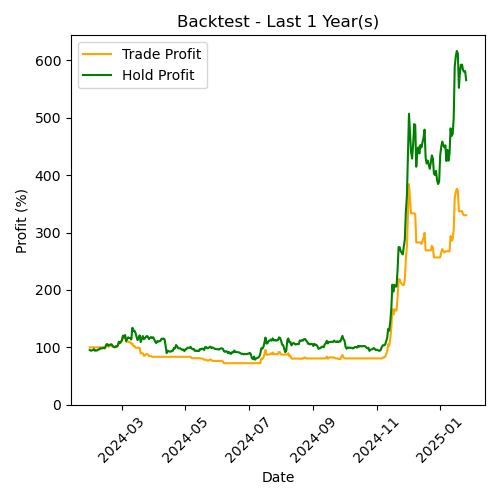 Backtest - Last 1 Year(s)
Trade Profit
Hold Profit
Profit (%)
600
500
400
300
200
100
0
2024-03
2024-05
2024-07
2024-09
2024-11
2025-01
Date